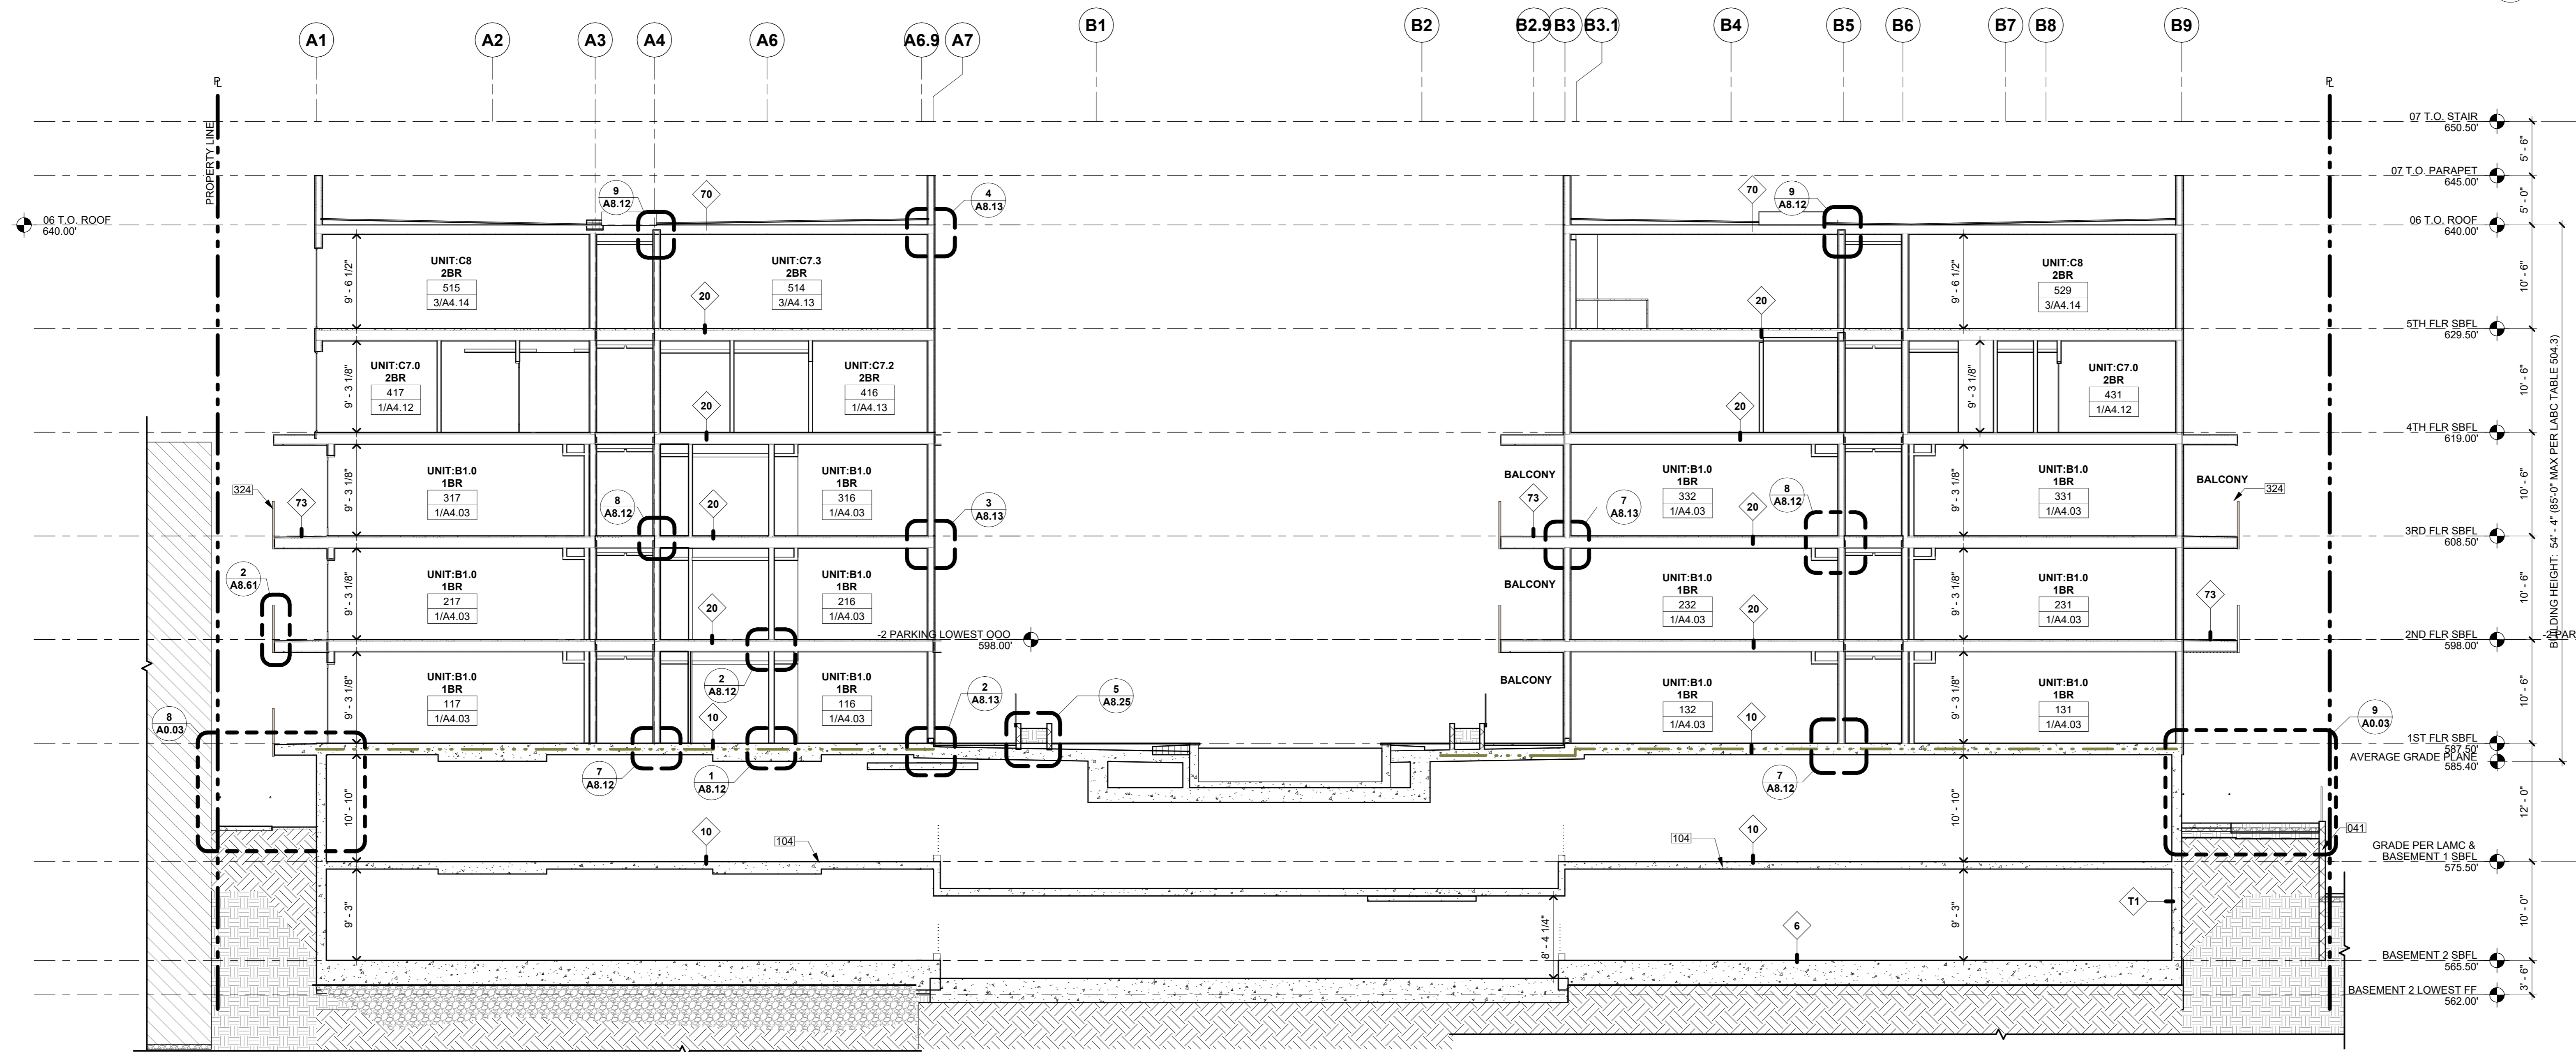 A1
A2
A3
A4
A6
A6.9
A7
B1
B2
B2.9
B3
B3.1
B4
B5
B6
B7
B8
B9
PROPERTY LINE
07 T.O. STAIR
650.50'
5' - 6"
07 T.O. PARAPET
645.00'
5' - 0"
06 T.O. ROOF
640.00'
06 T.O. ROOF
640.00'
9
A8.12
70
4
A8.13
70
9
A8.12
9' - 6 1/2"
UNIT:C8
2BR
515
3/A4.14
UNIT:C7.3
2BR
514
3/A4.13
20
20
9' - 6 1/2"
UNIT:C8
2BR
529
3/A4.14
10' - 6"
5TH FLR SBFL
629.50'
9' - 3 1/8"
UNIT:C7.0
2BR
417
1/A4.12
20
UNIT:C7.2
2BR
416
1/A4.13
20
9' - 3 1/8"
UNIT:C7.0
2BR
431
1/A4.12
10' - 6"
4TH FLR SBFL
619.00'
BUILDING HEIGHT: 54' - 4" (85'-0" MAX PER LABC TABLE 504.3)
324
73
9' - 3 1/8"
UNIT:B1.0
1BR
317
1/A4.03
8
A8.12
20
UNIT:B1.0
1BR
316
1/A4.03
3
A8.13
BALCONY
73
7
A8.13
UNIT:B1.0
1BR
332
1/A4.03
20
8
A8.12
9' - 3 1/8"
UNIT:B1.0
1BR
331
1/A4.03
BALCONY
324
10' - 6"
3RD FLR SBFL
608.50'
2
A8.61
9' - 3 1/8"
UNIT:B1.0
1BR
217
1/A4.03
20
UNIT:B1.0
1BR
216
1/A4.03
-2 PARKING LOWEST OOO
598.00'
BALCONY
UNIT:B1.0
1BR
232
1/A4.03
20
9' - 3 1/8"
UNIT:B1.0
1BR
231
1/A4.03
73
10' - 6"
2ND FLR SBFL
598.00'
-2 PAR
9' - 3 1/8"
UNIT:B1.0
1BR
117
1/A4.03
2
A8.12
10
UNIT:B1.0
1BR
116
1/A4.03
2
A8.13
5
A8.25
BALCONY
UNIT:B1.0
1BR
132
1/A4.03
10
9' - 3 1/8"
UNIT:B1.0
1BR
131
1/A4.03
10' - 6"
8
A0.03
9
A0.03
1ST FLR SBFL
587.50'
AVERAGE GRADE PLANE
585.40'
7
A8.12
1
A8.12
7
A8.12
10' - 10"
10
104
104
10
10' - 10"
041
12' - 0"
GRADE PER LAMC &
BASEMENT 1 SBFL
575.50'
9' - 3"
8' - 4 1/4"
6
9' - 3"
T1
10' - 0"
BASEMENT 2 SBFL
565.50'
3' - 6"
BASEMENT 2 LOWEST FF
562.00'